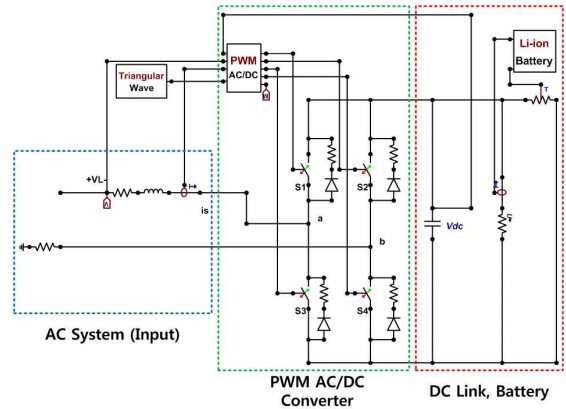 Li-ion
Battery
PWM
AC/DC
Triangular
Wave
T
M
+VL-
I
V
is
S1
S2
a
b
Vdc
S3
S4
AC System (Input)
PWM AC/DC
Converter
DC Link, Battery